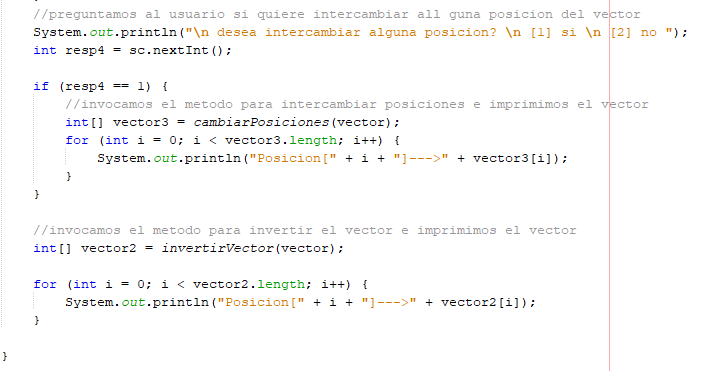 //preguntamos al usuario si quiere intercambiar all guna posicion del vector
System.out.println("\n desea intercambiar alguna posicion? \n [1] si \n [2] no ");
int resp4 = sc.nextInt();
if (resp4 == 1) {
//invocamos el metodo para intercambiar posiciones e imprimimos el vector
int[] vector3 = cambiarPosiciones(vector);
for (int i = 0; i < vector3.length; i++) {
System.out.println("Posicion[" + i + "]--->" + vector3[i]);
}
}
//invocamos el metodo para invertir el vector e imprimimos el vector
int[] vector2 = invertirVector(vector);
for (int i = 0; i < vector2.length; i++) {
System.out.println("Posicion[" + i + "]--->" + vector2[i]);
}
}